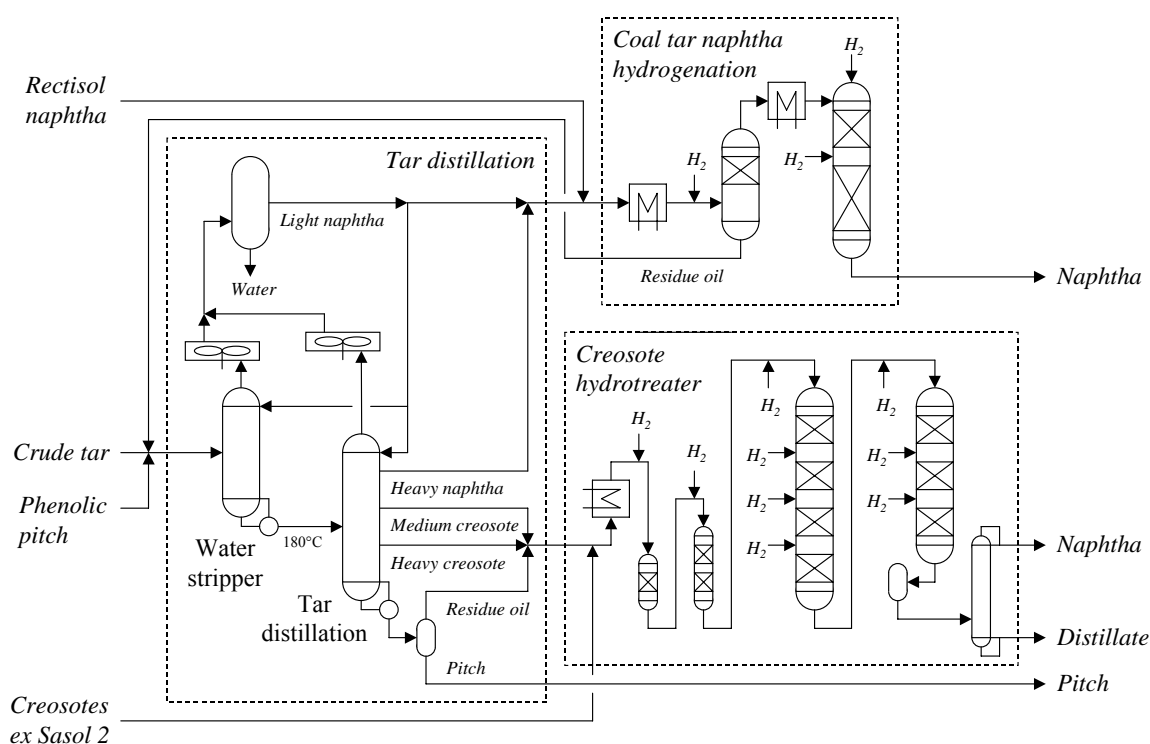 Coal tar naphtha
hydrogenation
H2
Rectisol
naphtha
Tar distillation
H2
H2
Light naphtha
Water
Residue oil
Naphtha
Creosote
hydrotreater
H2
H2
H2
H2
H2
H2
H2
H2
H2
H2
Crude tar
Phenolic
pitch
Heavy naphtha
Medium creosote
180°C
Heavy creosote
Water
stripper
Naphtha
Tar
distillation
Residue oil
Distillate
Pitch
Pitch
Creosotes
ex Sasol 2